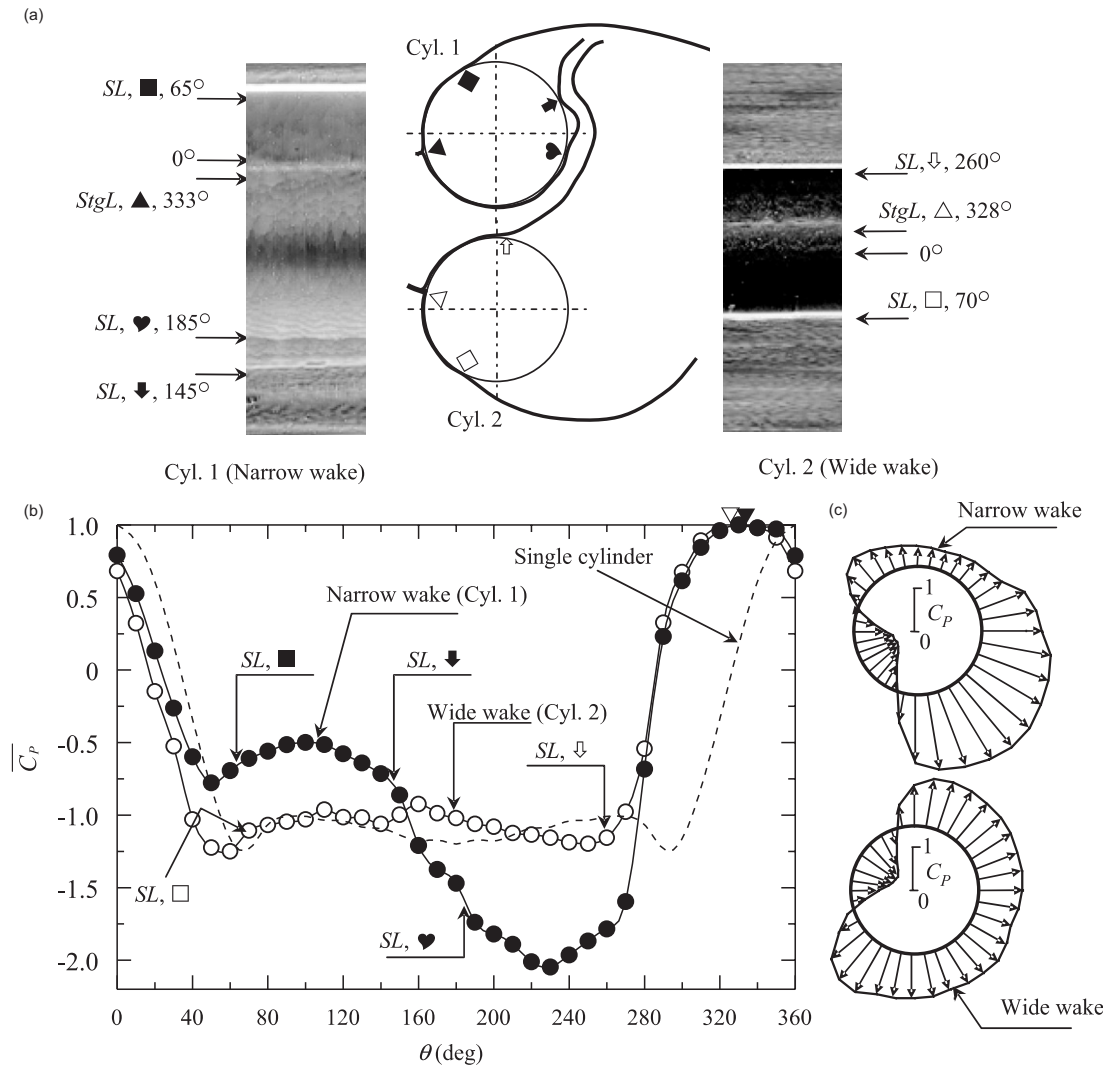 (a)
Cyl. 1
SL, ■, 65°
0°
StgL, ▲, 333°
SL, ♥, 185°
SL, ⬇, 145°
SL, ⇩, 260°
StgL, △, 328°
0°
SL, □, 70°
Cyl. 2
Cyl. 1 (Narrow wake)
Cyl. 2 (Wide wake)
(b)
1.0
0.5
0
-0.5
-1.0
-1.5
-2.0
C_P
Single cylinder
Narrow wake (Cyl. 1)
SL, ■
SL, ⬇
Wide wake (Cyl. 2)
SL, ⇩
SL, □
SL, ♥
0 40 80 120 160 200 240 280 320 360
θ (deg)
(c)
Narrow wake
1
C_P
0
1
C_P
0
Wide wake